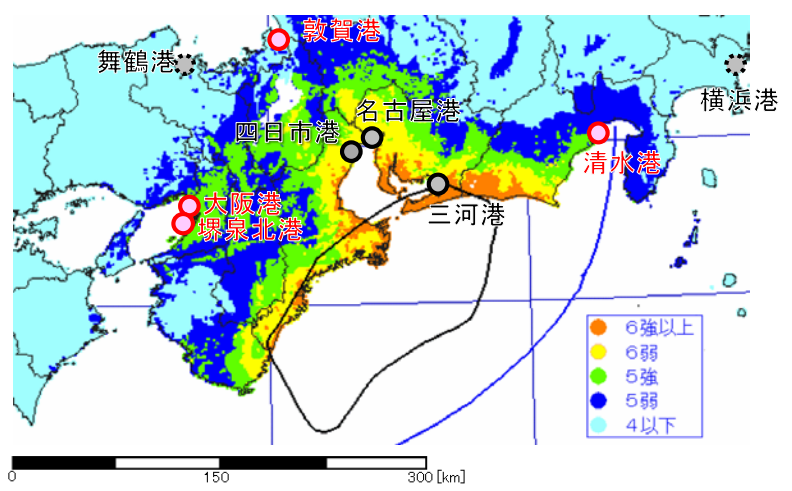 敦賀港
舞鶴港
横浜港
名古屋港
四日市港
清水港
大阪港
三河港
堺泉北港
6強以上
6弱
5強
5弱
4以下
0 150 300 [km]